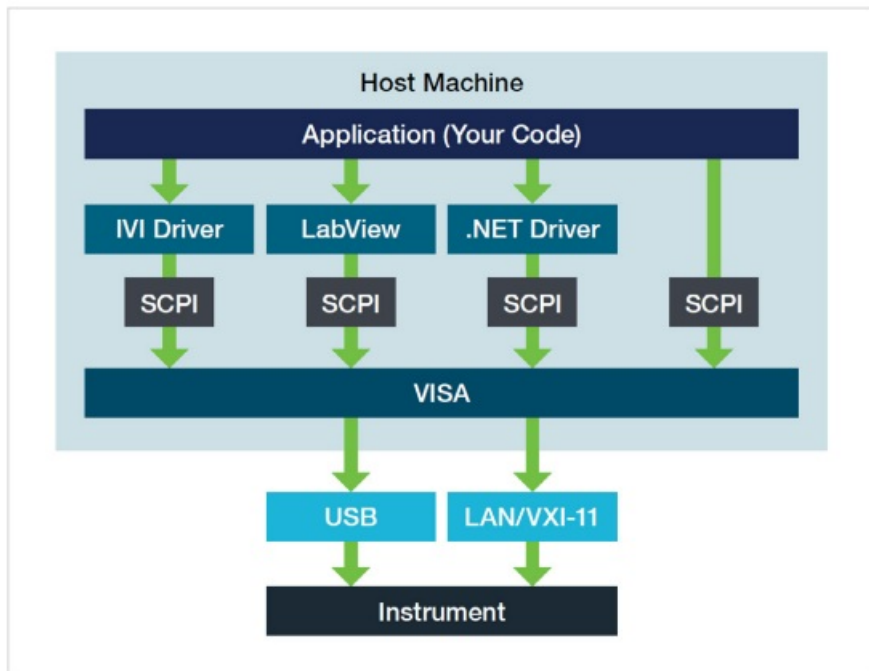 Host Machine
Application (Your Code)
IVI Driver
LabView
.NET Driver
SCPI
SCPI
SCPI
SCPI
VISA
USB
LAN/VXI-11
Instrument